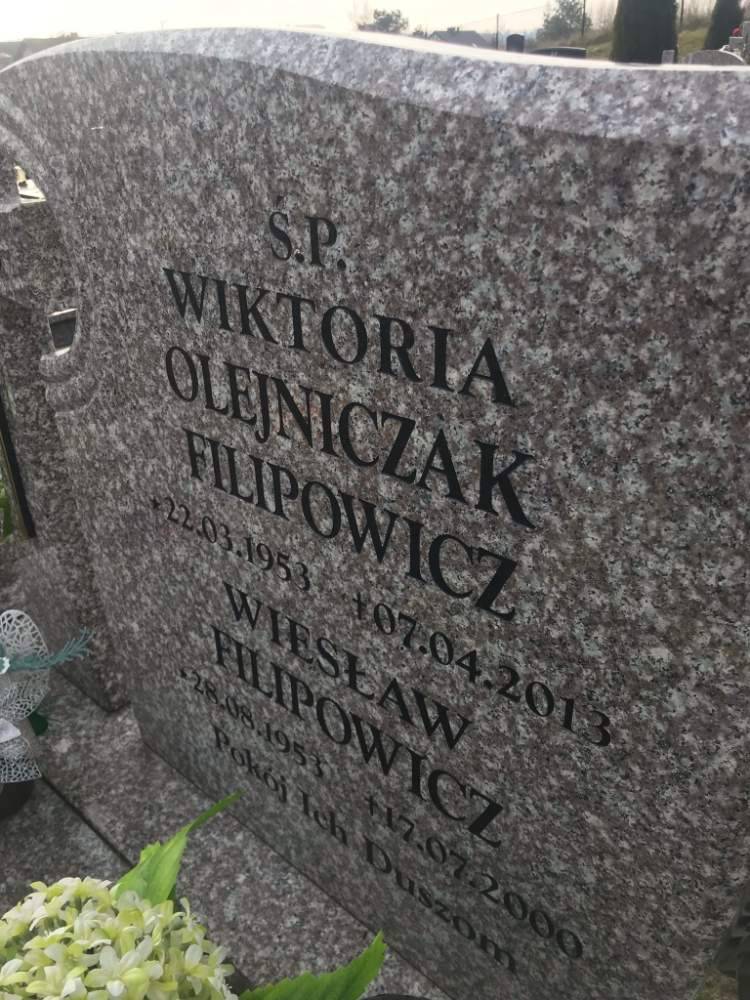 Ś.P.
WIKTORIA
OLEJNICZAK
FILIPOWICZ
*22.03.1953 †07.04.2013
WIESŁAW
FILIPOWICZ
*28.08.1953 †17.07.2000
Pokój Ich Duszom